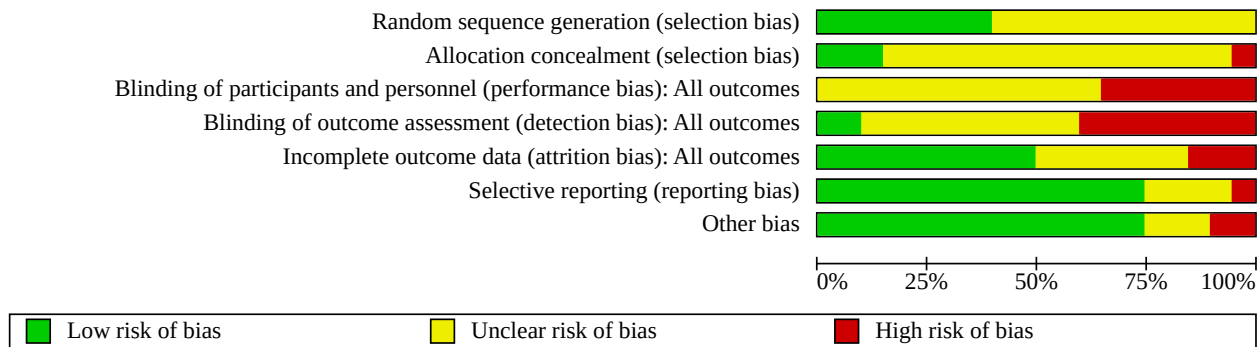 Random sequence generation (selection bias)
Allocation concealment (selection bias)
Blinding of participants and personnel (performance bias): All outcomes
Blinding of outcome assessment (detection bias): All outcomes
Incomplete outcome data (attrition bias): All outcomes
Selective reporting (reporting bias)
Other bias
0% 25% 50% 75% 100%
Low risk of bias Unclear risk of bias High risk of bias